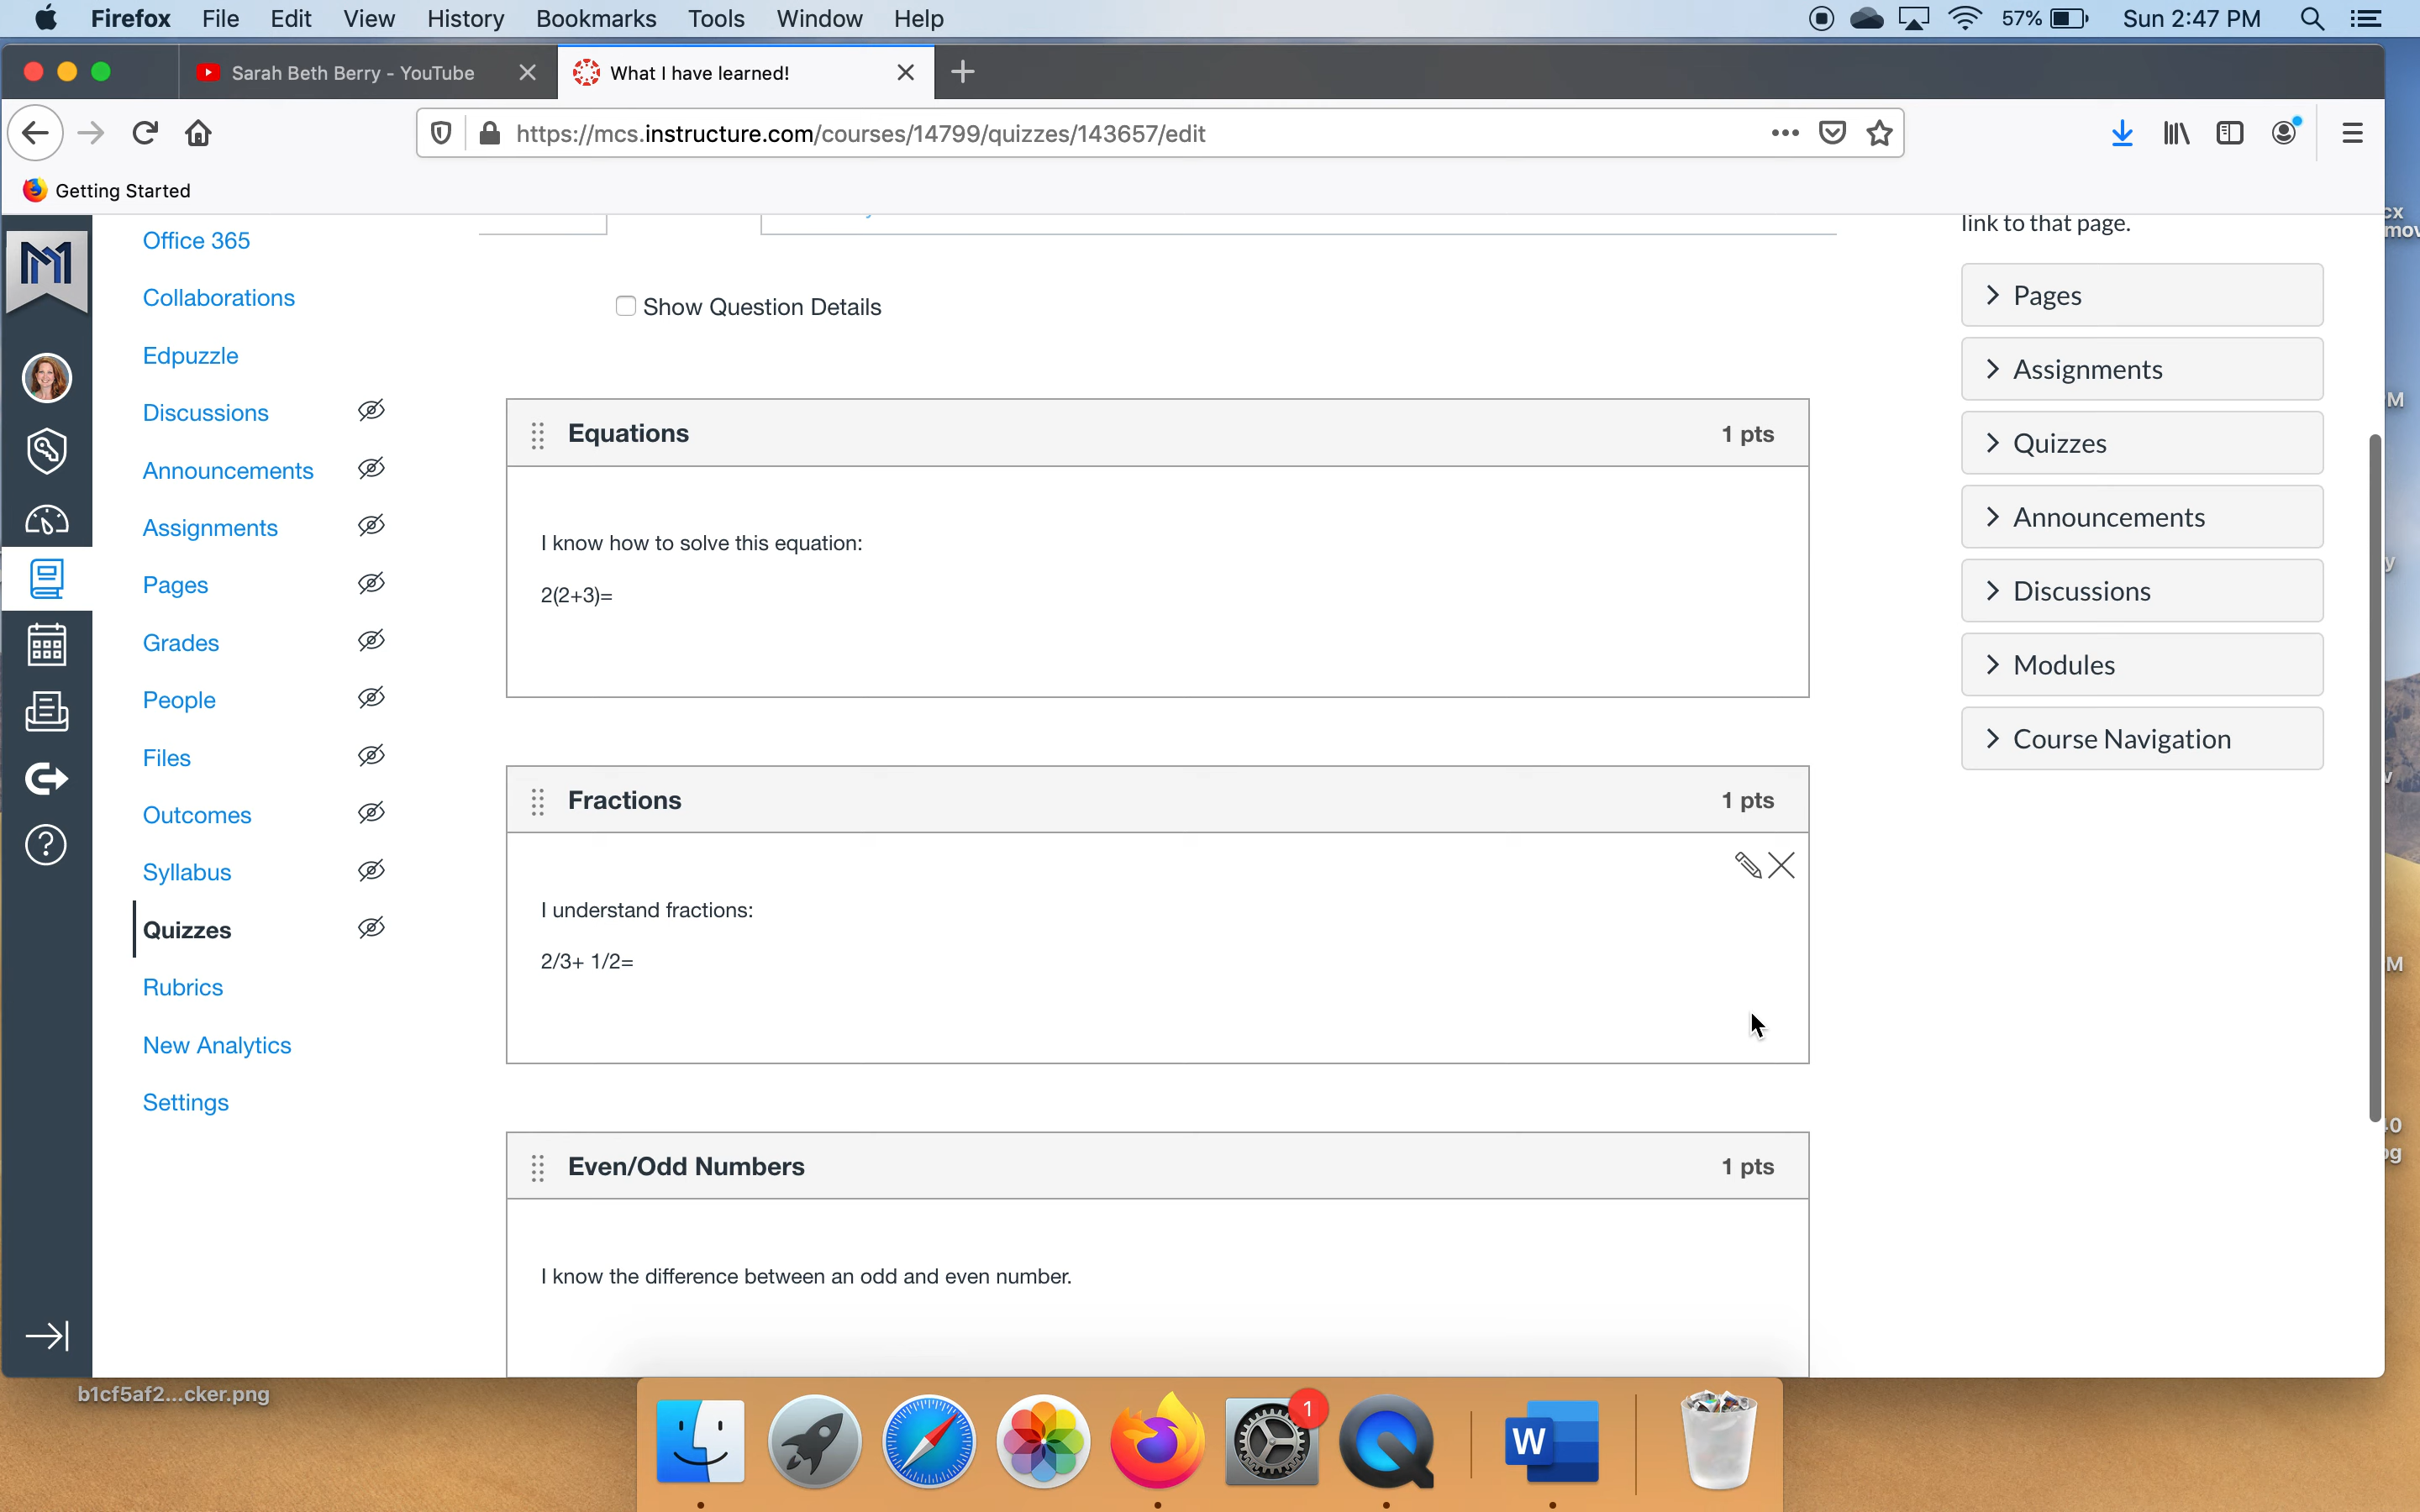 Firefox File Edit View History Bookmarks Tools Window Help 57% Sun 2:47 PM
Sarah Beth Berry - YouTube What I have learned!
https://mcs.instructure.com/courses/14799/quizzes/143657/edit
Getting Started
link to that page.
Office 365
Collaborations
Edpuzzle
Discussions
Announcements
Assignments
Pages
Grades
People
Files
Outcomes
Syllabus
Quizzes
Rubrics
New Analytics
Settings
Show Question Details
Equations 1 pts
I know how to solve this equation:
2(2+3)=
Fractions 1 pts
I understand fractions:
2/3+ 1/2=
Even/Odd Numbers 1 pts
I know the difference between an odd and even number.
Pages
Assignments
Quizzes
Announcements
Discussions
Modules
Course Navigation
b1cf5af2...cker.png
1
W